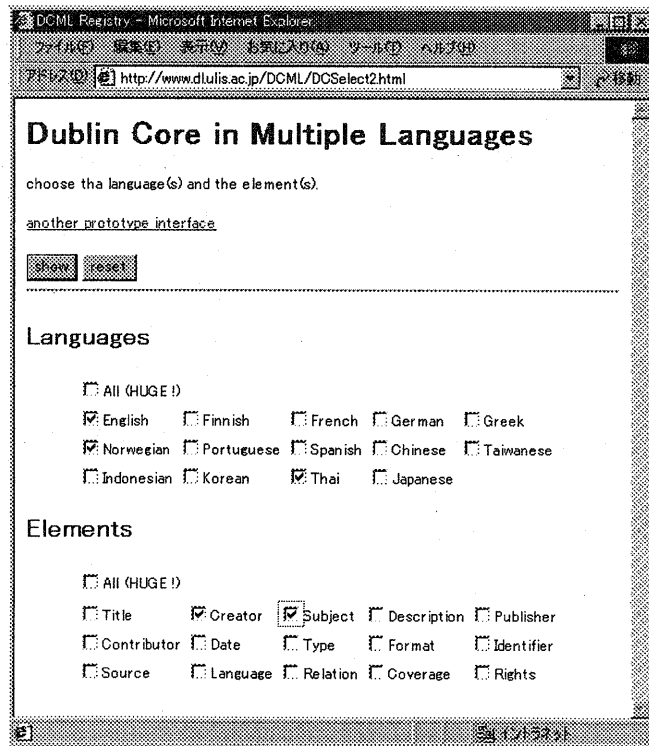 DCML Registry - Microsoft Internet Explorer
ファイル(F) 編集(E) 表示(V) お気に入り(A) ツール(T) ヘルプ(H)
アドレス(D) http://www.dl.ulis.ac.jp/DCML/DCSelect2.html 移動
Dublin Core in Multiple Languages
choose tha language(s) and the element(s).
another prototype interface
show reset
Languages
All (HUGE !)
English Finnish French German Greek
Norwegian Portuguese Spanish Chinese Taiwanese
Indonesian Korean Thai Japanese
Elements
All (HUGE !)
Title Creator Subject Description Publisher
Contributor Date Type Format Identifier
Source Language Relation Coverage Rights
イントラネット